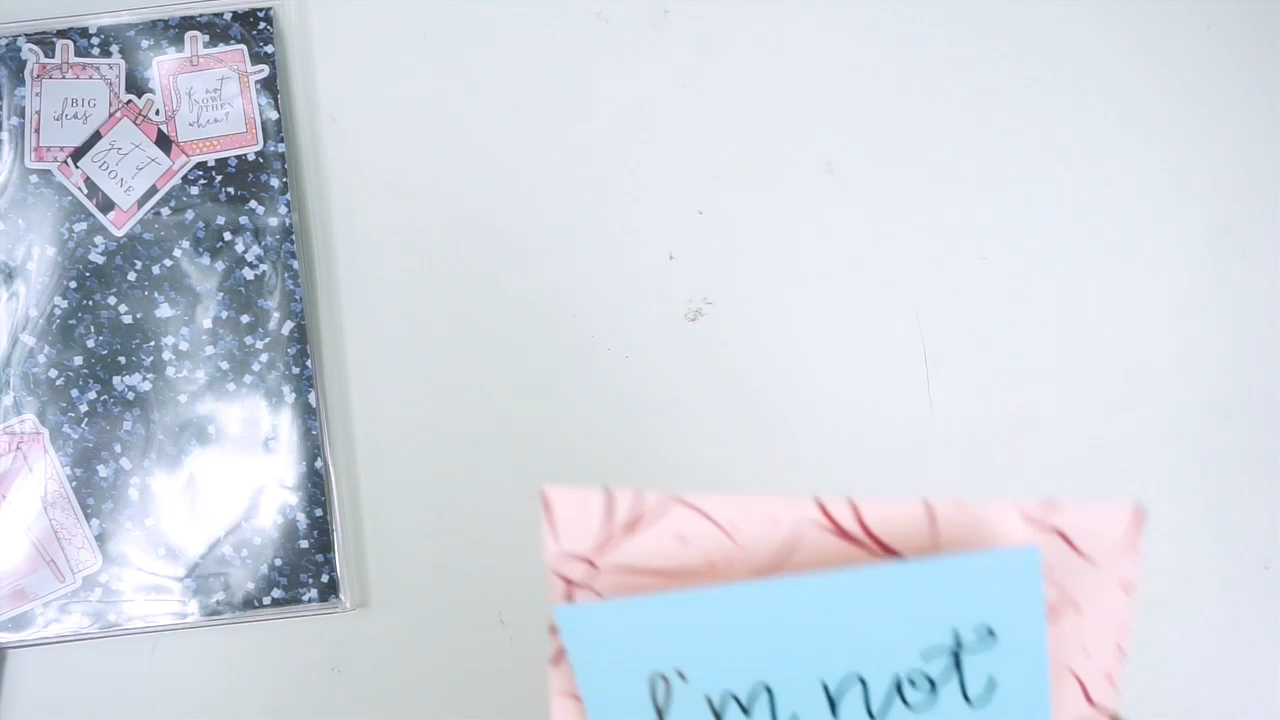 BIG
ideas
if not
NOW
THEN
when?
get it
DONE
I'm not